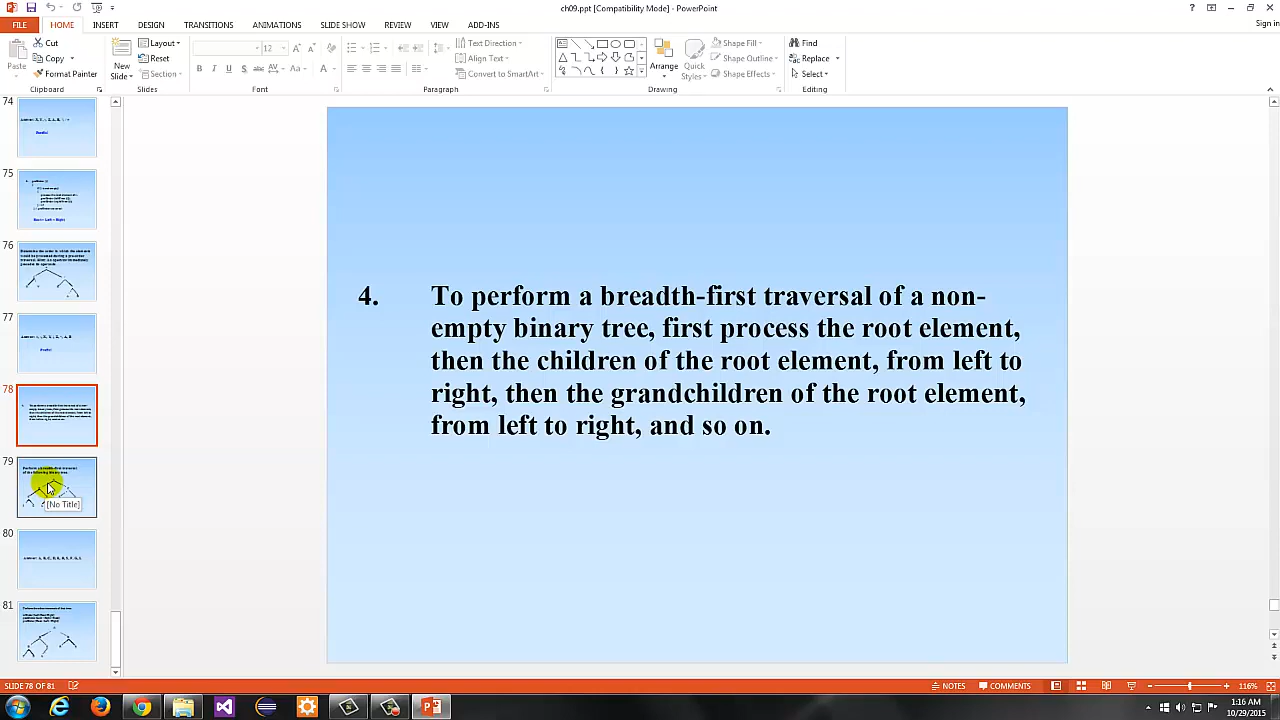 ch09.ppt [Compatibility Mode] - PowerPoint
Sign in
FILE HOME INSERT DESIGN TRANSITIONS ANIMATIONS SLIDE SHOW REVIEW VIEW ADD-INS
Paste
Cut
Copy
Format Painter
Clipboard
New
Slide
Layout
Reset
Section
Slides
12
B I U S abc AV Aa A
Font
Text Direction
Align Text
Convert to SmartArt
Paragraph
Arrange
Quick
Styles
Shape Fill
Shape Outline
Shape Effects
Drawing
Find
Replace
Select
Editing
74
75
76
77
78
79
[No Title]
80
81
4. To perform a breadth-first traversal of a non-
empty binary tree, first process the root element,
then the children of the root element, from left to
right, then the grandchildren of the root element,
from left to right, and so on.
SLIDE 78 OF 81
NOTES
COMMENTS
116%
1:16 AM
10/29/2015